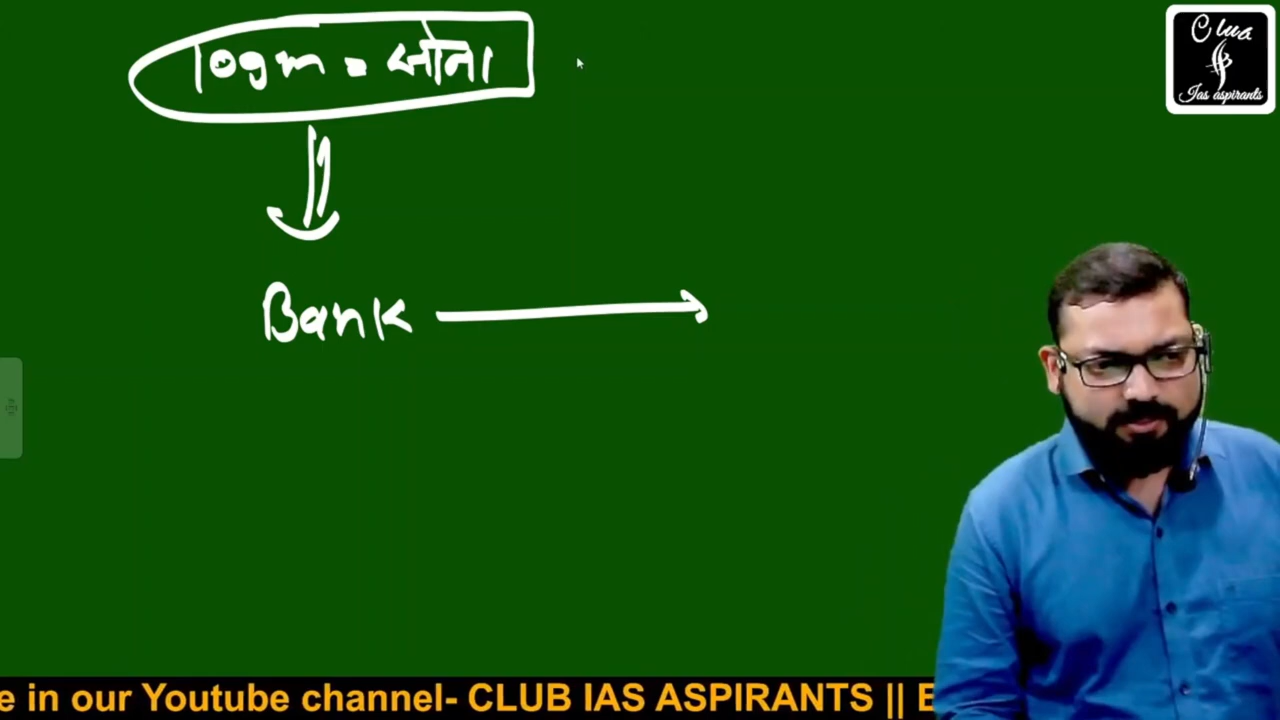 10gm = सोना
Bank
Club
Ias aspirants
e in our Youtube channel- CLUB IAS ASPIRANTS || E